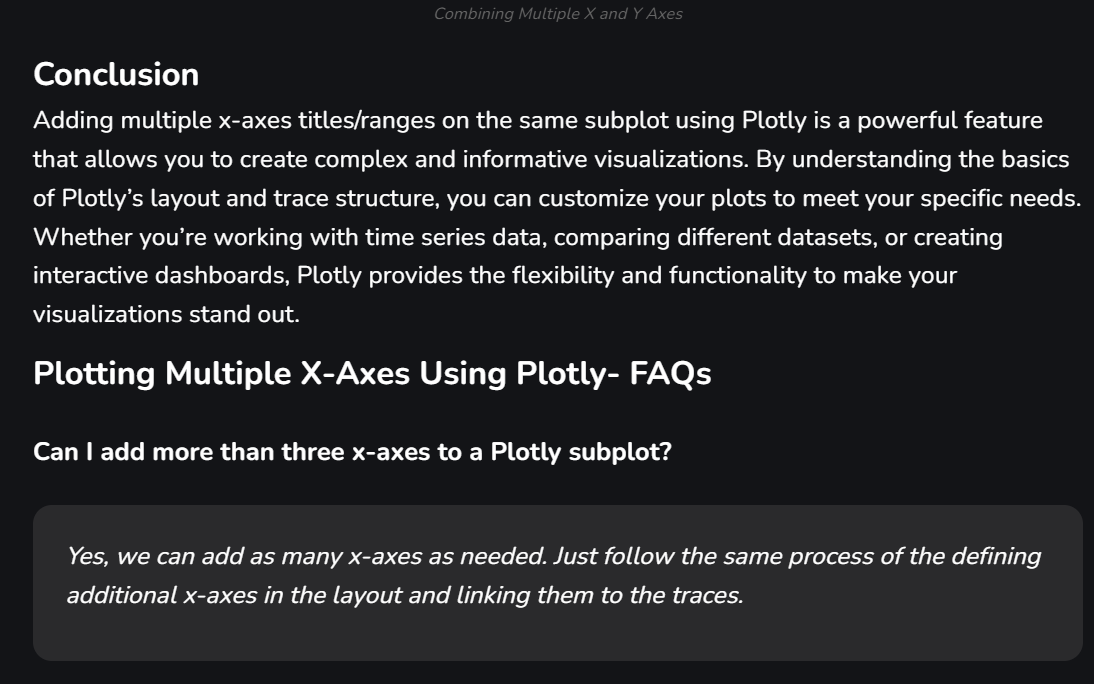 Combining Multiple X and Y Axes
Conclusion
Adding multiple x-axes titles/ranges on the same subplot using Plotly is a powerful feature
that allows you to create complex and informative visualizations. By understanding the basics
of Plotly’s layout and trace structure, you can customize your plots to meet your specific needs.
Whether you’re working with time series data, comparing different datasets, or creating
interactive dashboards, Plotly provides the flexibility and functionality to make your
visualizations stand out.
Plotting Multiple X-Axes Using Plotly- FAQs
Can I add more than three x-axes to a Plotly subplot?
Yes, we can add as many x-axes as needed. Just follow the same process of the defining
additional x-axes in the layout and linking them to the traces.